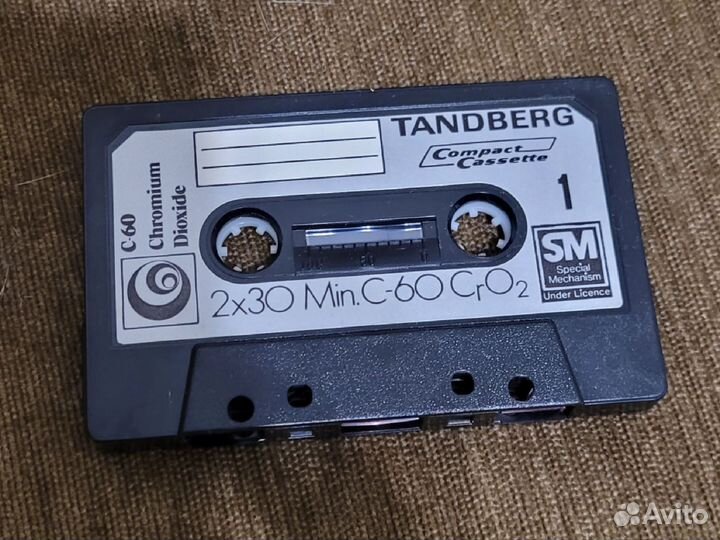 TANDBERG
Compact
Cassette
1
C-60
Chromium
Dioxide
SM
Special
Mechanism
Under Licence
2x30 Min. C-60 CrO₂
Avito